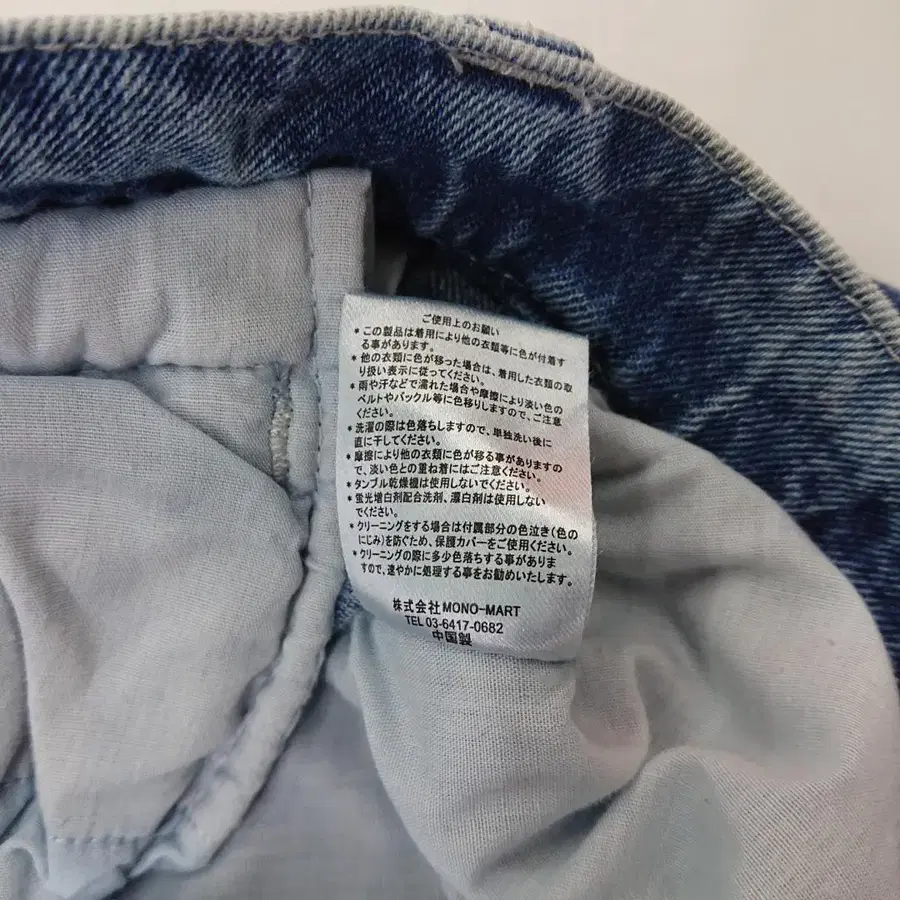 ご使用上のお願い
* この製品は着用により他の衣類等に色が付着す
る事があります。
* 他の衣類に色が移った場合は、着用した衣類の取
り扱い表示に従ってください。
* 雨や汗などで濡れた場合や摩擦により淡い色の
ベルトやバックル等に色移りしますので、ご注意
ください。
* 洗濯の際は色落ちしますので、単独洗い後に
直に干してください。
* 摩擦により他の衣類に色が移る事がありますの
で、淡い色との重ね着にはご注意ください。
* タンブル乾燥機は使用しないでください。
* 蛍光増白剤配合洗剤、漂白剤は使用しない
でください。
* クリーニングをする場合は付属部分の色泣き(色の
にじみ)を防ぐため、保護カバーをご使用ください。
* クリーニングの際に多少色落ちする事がありま
すので、速やかに処理する事をお勧めいたします。
株式会社MONO-MART
TEL 03-6417-0682
中国製